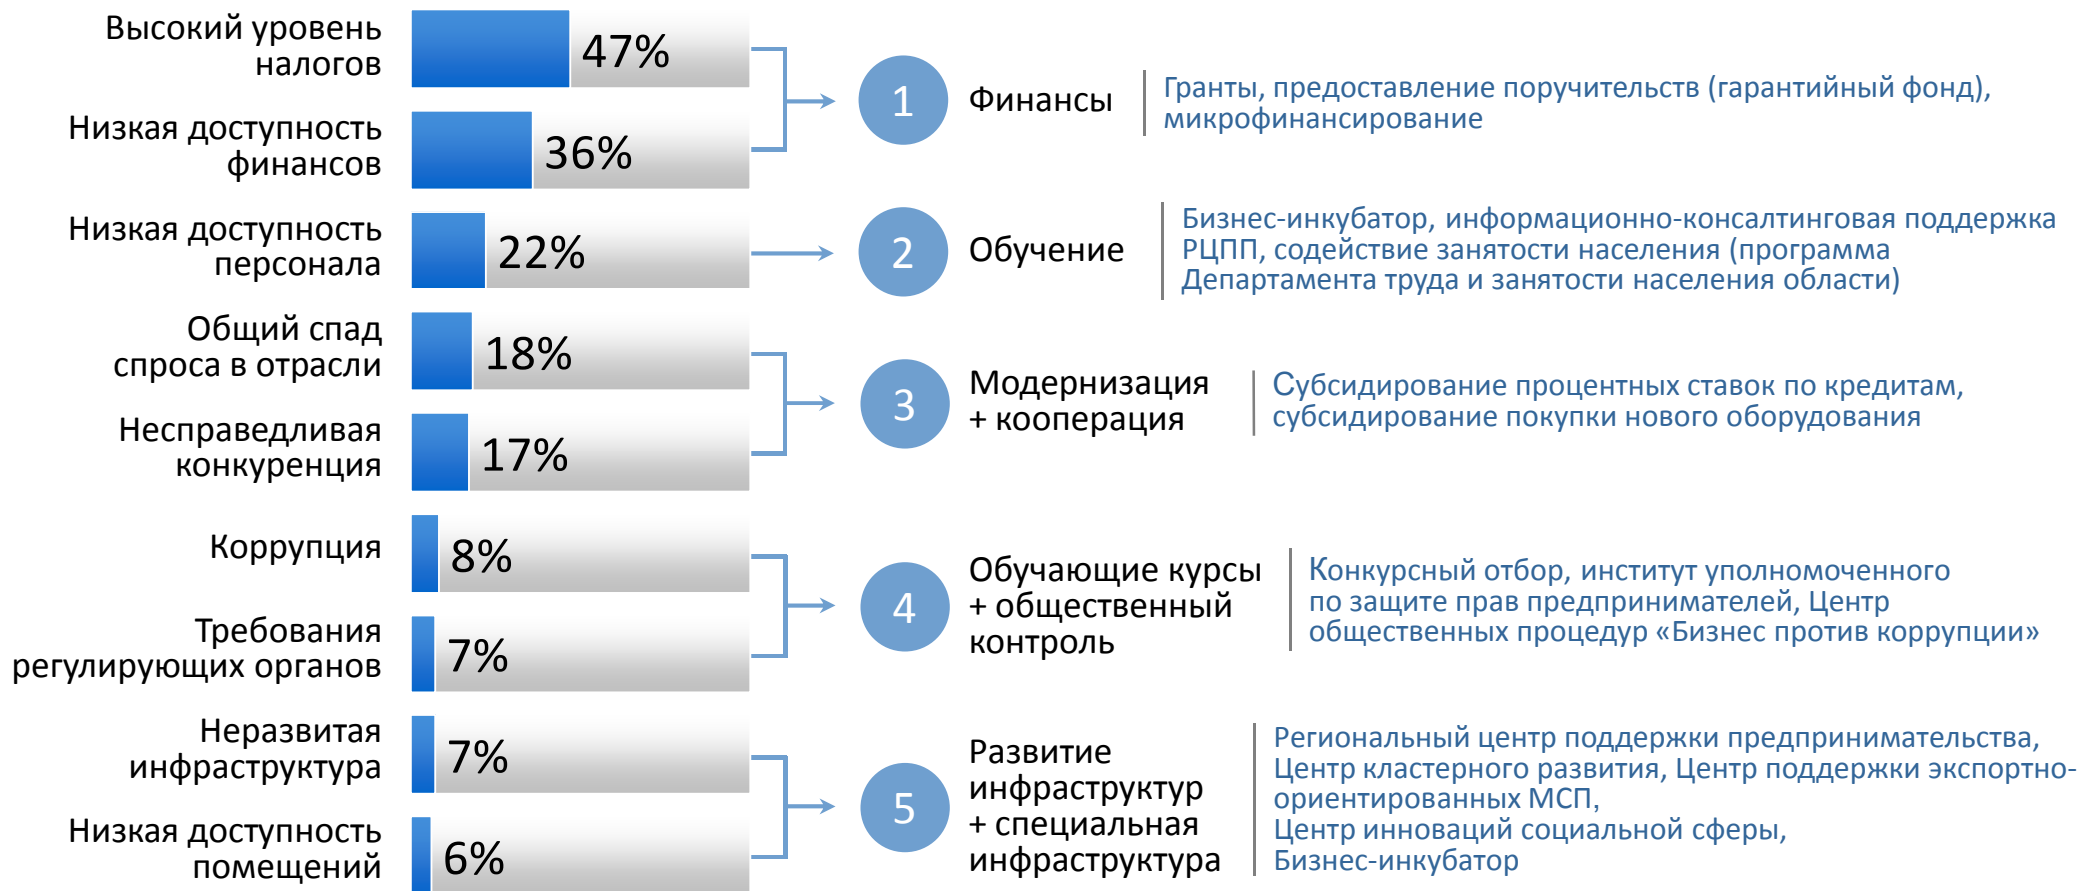 Высокий уровень
налогов
47%
Низкая доступность
финансов
36%
1
Финансы
Гранты, предоставление поручительств (гарантийный фонд),
микрофинансирование
Низкая доступность
персонала
22%
2
Обучение
Бизнес-инкубатор, информационно-консалтинговая поддержка
РЦПП, содействие занятости населения (программа
Департамента труда и занятости населения области)
Общий спад
спроса в отрасли
18%
Несправедливая
конкуренция
17%
3
Модернизация
+ кооперация
Субсидирование процентных ставок по кредитам,
субсидирование покупки нового оборудования
Коррупция
8%
Требования
регулирующих органов
7%
4
Обучающие курсы
+ общественный
контроль
Конкурсный отбор, институт уполномоченного
по защите прав предпринимателей, Центр
общественных процедур «Бизнес против коррупции»
Неразвитая
инфраструктура
7%
Низкая доступность
помещений
6%
5
Развитие
инфраструктур
+ специальная
инфраструктура
Региональный центр поддержки предпринимательства,
Центр кластерного развития, Центр поддержки экспортно-
ориентированных МСП,
Центр инноваций социальной сферы,
Бизнес-инкубатор